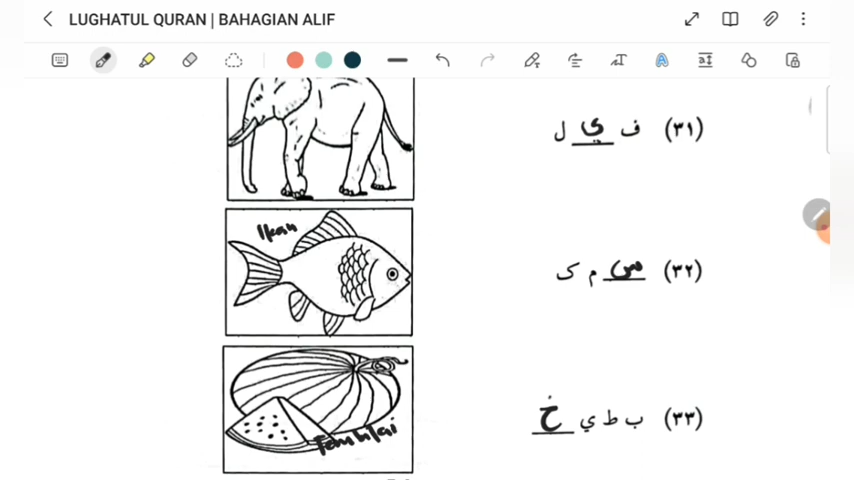 LUGHATUL QURAN | BAHAGIAN ALIF
(٣١) ف ي ل
Ikan
(٣٢) س م ک
Tembikai
(٣٣) ب ط ي خ